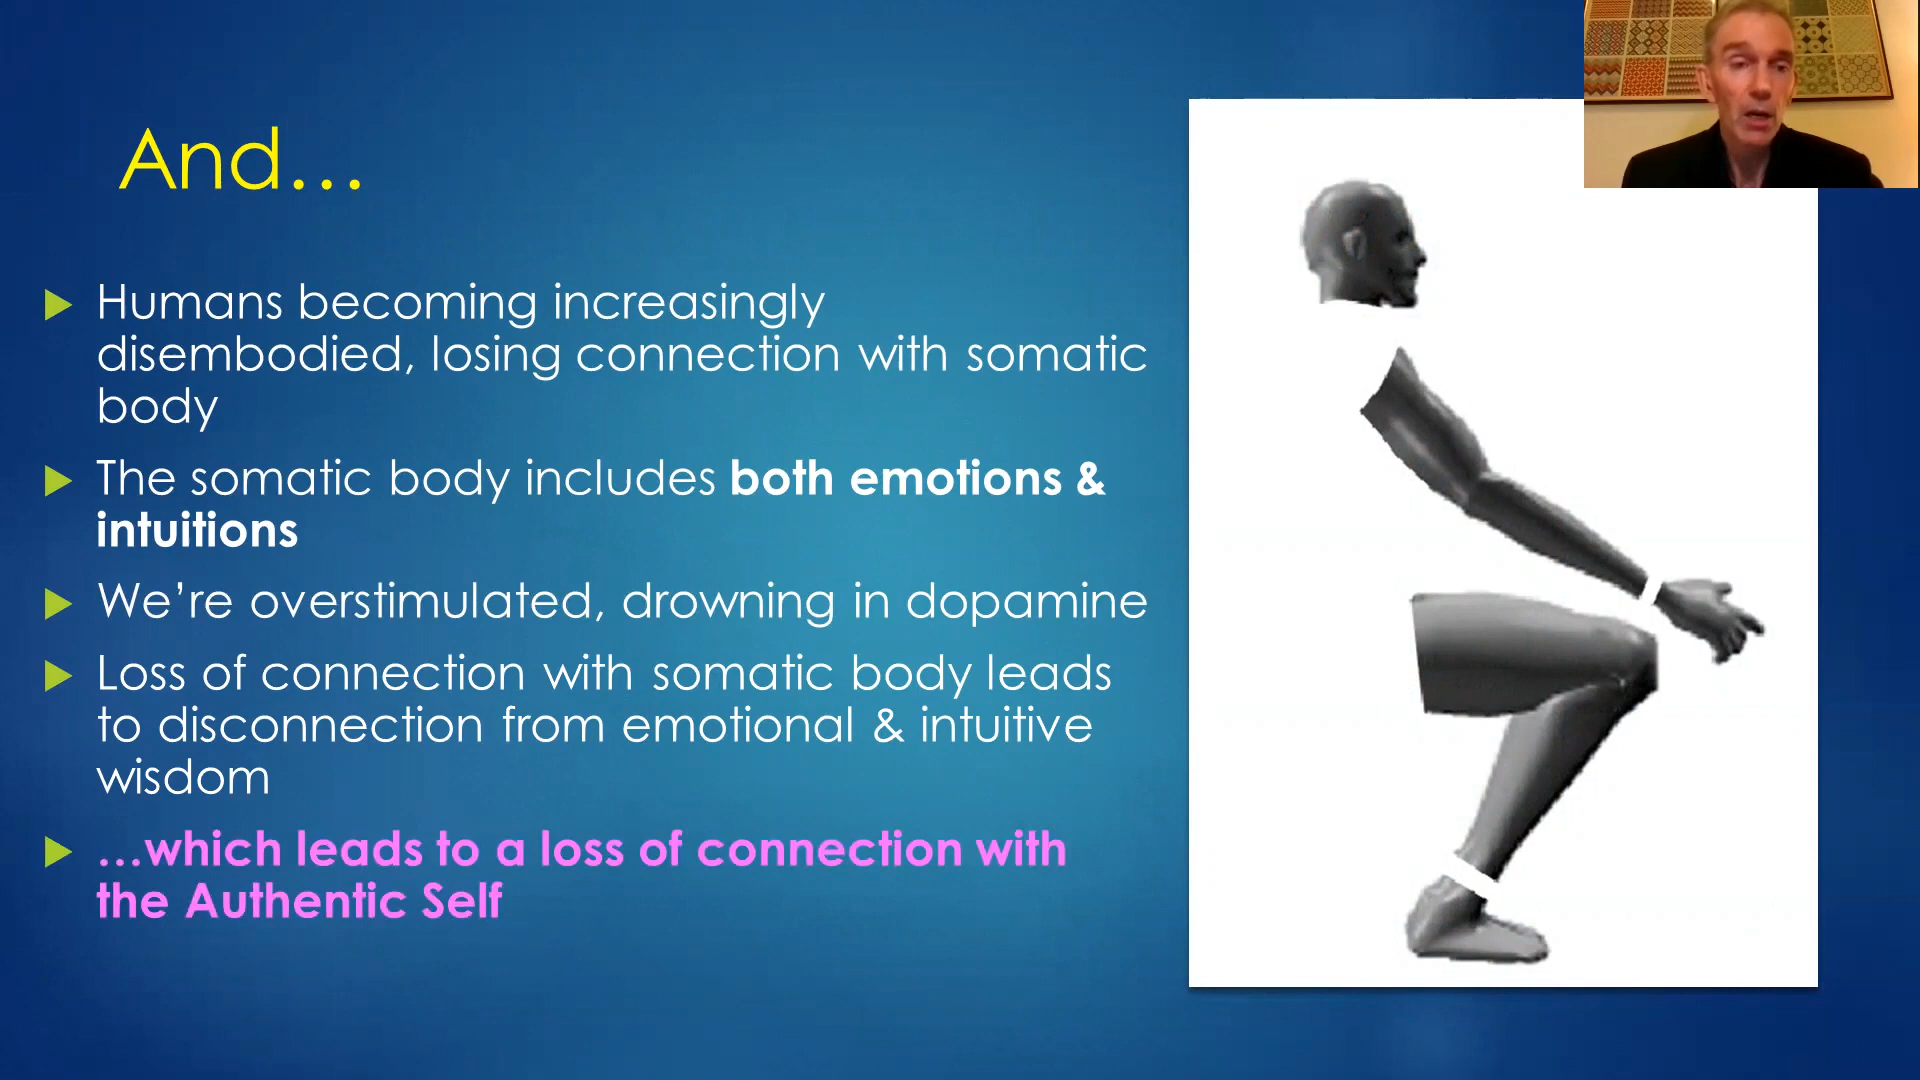 And…
Humans becoming increasingly
disembodied, losing connection with somatic
body
The somatic body includes both emotions &
intuitions
We’re overstimulated, drowning in dopamine
Loss of connection with somatic body leads
to disconnection from emotional & intuitive
wisdom
…which leads to a loss of connection with
the Authentic Self